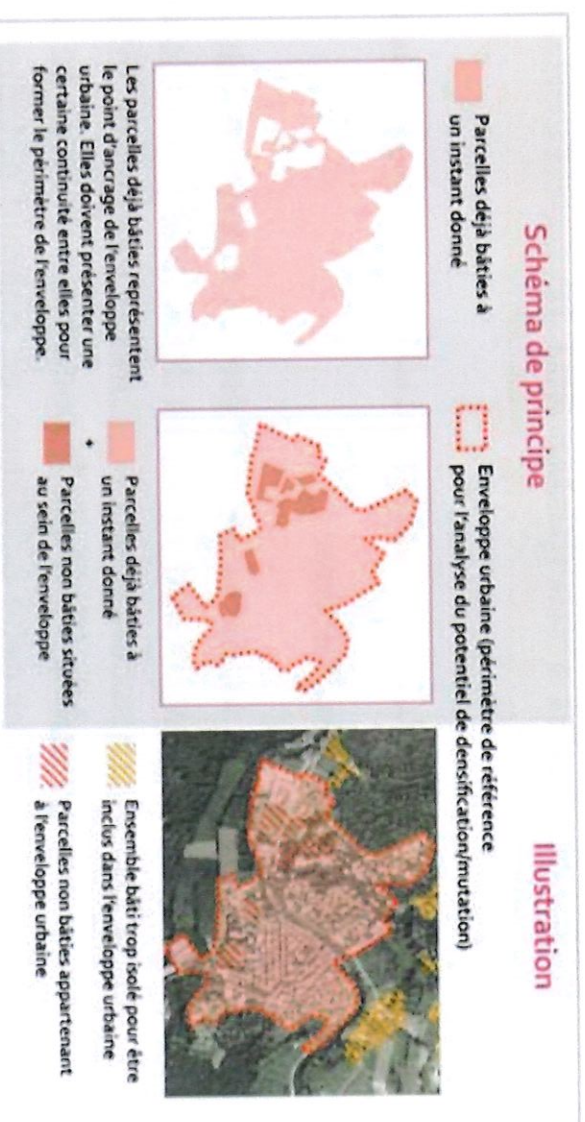 Schéma de principe
Illustration
Parcelles déjà bâties à
un instant donné
Enveloppe urbaine (périmètre de référence
pour l'analyse du potentiel de densification/mutation)
Les parcelles déjà bâties représentent
le point d'ancrage de l'enveloppe
urbaine. Elles doivent présenter une
certaine continuité entre elles pour
former le périmètre de l'enveloppe.
Parcelles déjà bâties à
un instant donné
+
Parcelles non bâties situées
au sein de l'enveloppe
Ensemble bâti trop isolé pour être
inclus dans l'enveloppe urbaine
Parcelles non bâties appartenant
à l'enveloppe urbaine